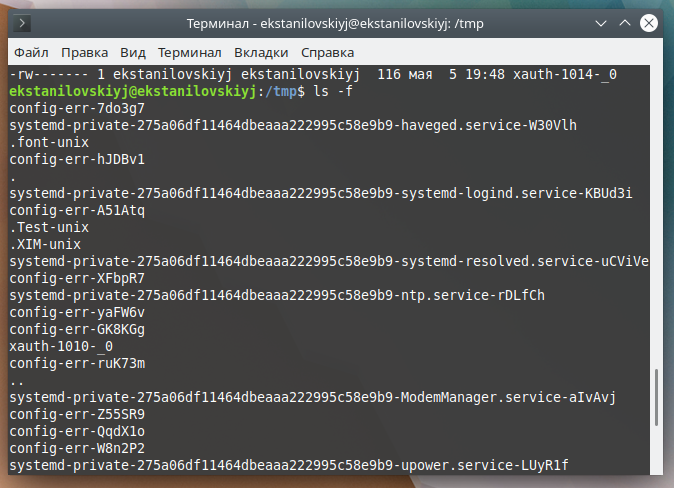 Терминал - ekstanilovskiyj@ekstanilovskiyj: /tmp
Файл Правка Вид Терминал Вкладки Справка
-rw------- 1 ekstanilovskiyj ekstanilovskiyj  116 мая  5 19:48 xauth-1014-_0
ekstanilovskiyj@ekstanilovskiyj:/tmp$ ls -f
config-err-7do3g7
systemd-private-275a06df11464dbeaaa222995c58e9b9-haveged.service-W30Vlh
.font-unix
config-err-hJDBv1
.
systemd-private-275a06df11464dbeaaa222995c58e9b9-systemd-logind.service-KBUd3i
config-err-A51Atq
.Test-unix
.XIM-unix
systemd-private-275a06df11464dbeaaa222995c58e9b9-systemd-resolved.service-uCViVe
config-err-XFbpR7
systemd-private-275a06df11464dbeaaa222995c58e9b9-ntp.service-rDLfCh
config-err-yaFW6v
config-err-GK8KGg
xauth-1010-_0
config-err-ruK73m
..
systemd-private-275a06df11464dbeaaa222995c58e9b9-ModemManager.service-aIvAvj
config-err-Z55SR9
config-err-QqdX1o
config-err-W8n2P2
systemd-private-275a06df11464dbeaaa222995c58e9b9-upower.service-LUyR1f